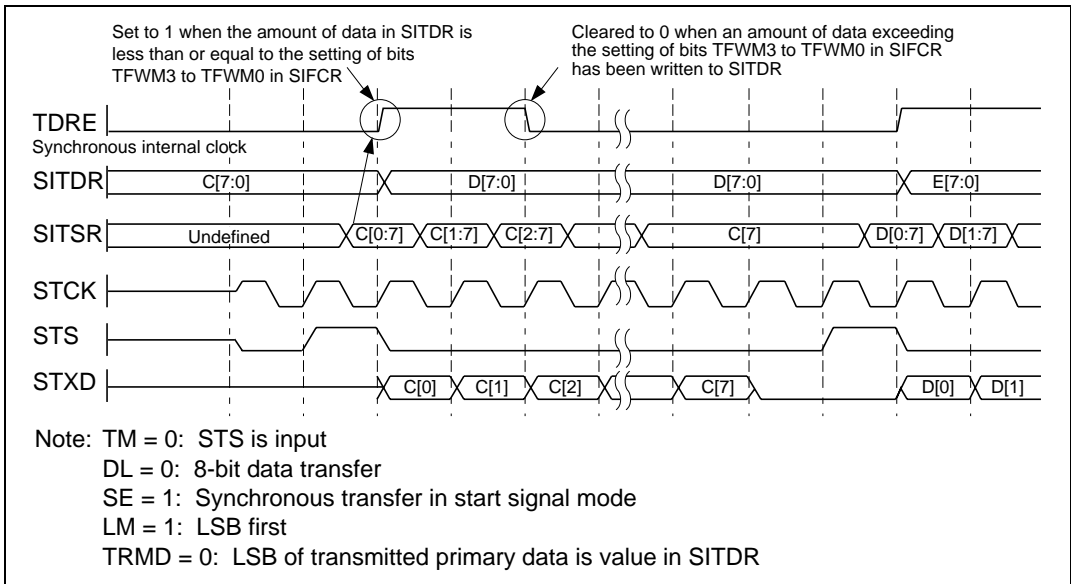 Set to 1 when the amount of data in SITDR is
less than or equal to the setting of bits
TFWM3 to TFWM0 in SIFCR
Cleared to 0 when an amount of data exceeding
the setting of bits TFWM3 to TFWM0 in SIFCR
has been written to SITDR
TDRE
Synchronous internal clock
SITDR C[7:0] D[7:0] D[7:0] E[7:0]
SITSR Undefined C[0:7] C[1:7] C[2:7] C[7] D[0:7] D[1:7]
STCK
STS
STXD C[0] C[1] C[2] C[7] D[0] D[1]
Note: TM = 0: STS is input
DL = 0: 8-bit data transfer
SE = 1: Synchronous transfer in start signal mode
LM = 1: LSB first
TRMD = 0: LSB of transmitted primary data is value in SITDR